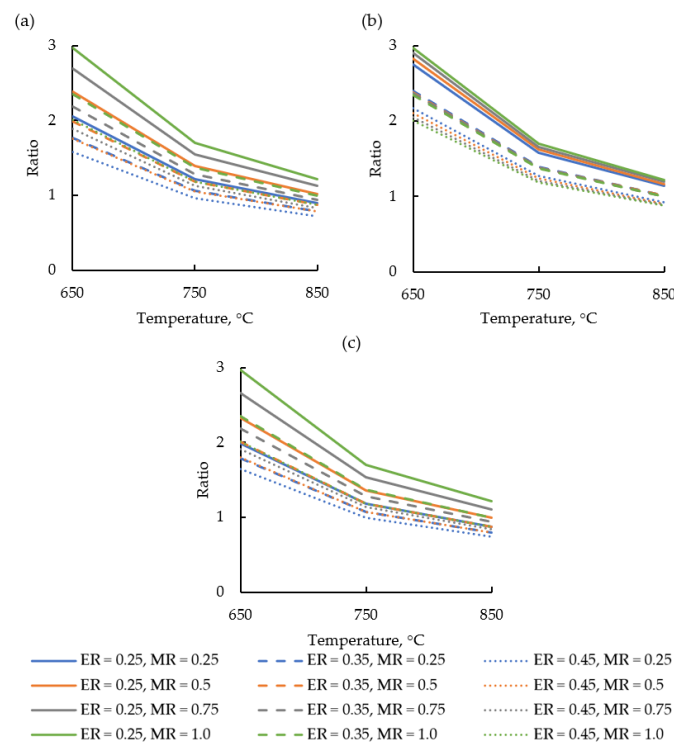 (a)
(b)
3
2
1
0
Ratio
650
750
850
Temperature, °C
3
2
1
0
Ratio
650
750
850
Temperature, °C
(c)
3
2
1
0
Ratio
650
750
850
Temperature, °C
ER = 0.25, MR = 0.25
ER = 0.35, MR = 0.25
ER = 0.45, MR = 0.25
ER = 0.25, MR = 0.5
ER = 0.35, MR = 0.5
ER = 0.45, MR = 0.5
ER = 0.25, MR = 0.75
ER = 0.35, MR = 0.75
ER = 0.45, MR = 0.75
ER = 0.25, MR = 1.0
ER = 0.35, MR = 1.0
ER = 0.45, MR = 1.0